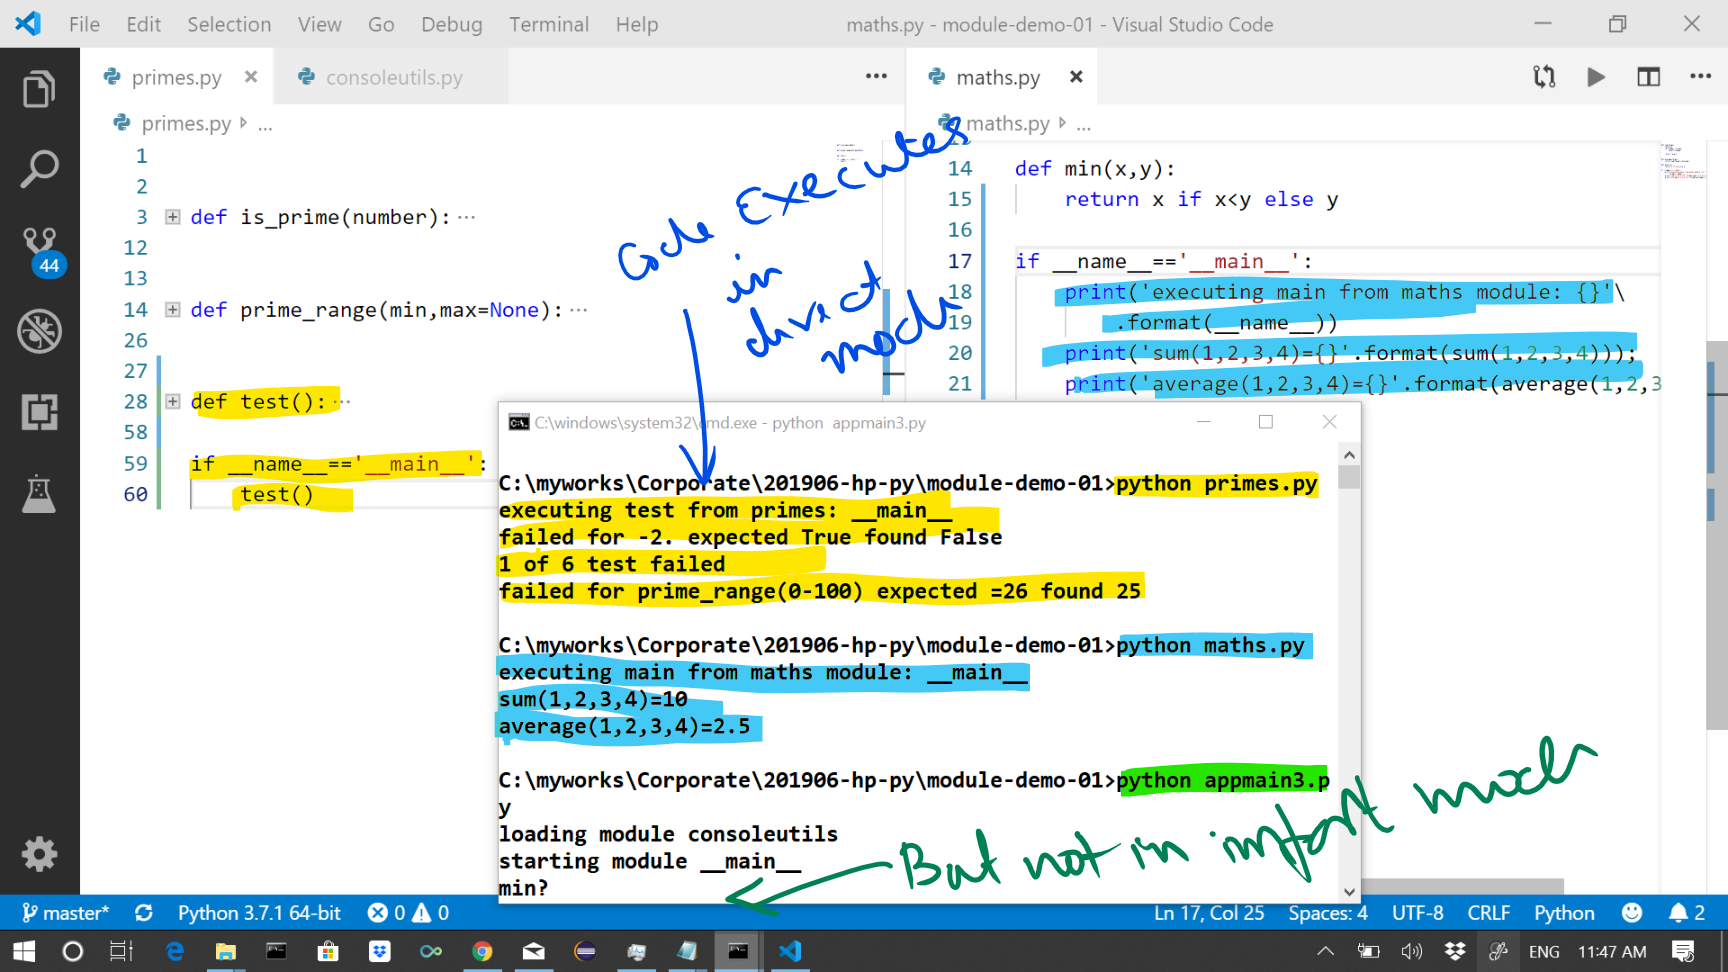 File Edit Selection View Go Debug Terminal Help
maths.py - module-demo-01 - Visual Studio Code
primes.py
consoleutils.py
primes.py ...
1
2
3 def is_prime(number): ...
12
13
14 def prime_range(min,max=None): ...
26
27
28 def test(): ...
58
59 if __name__=='__main__':
60 test()
44
maths.py
maths.py ...
14 def min(x,y):
15 return x if x<y else y
16
17 if __name__=='__main__':
18 print('executing main from maths module: {}'\
19 .format(__name__))
20 print('sum(1,2,3,4)={}'.format(sum(1,2,3,4)));
21 print('average(1,2,3,4)={}'.format(average(1,2,3
Code Executes
in
direct
mode
C:\windows\system32\cmd.exe - python appmain3.py
C:\myworks\Corporate\201906-hp-py\module-demo-01>python primes.py
executing test from primes: __main__
failed for -2. expected True found False
1 of 6 test failed
failed for prime_range(0-100) expected =26 found 25
C:\myworks\Corporate\201906-hp-py\module-demo-01>python maths.py
executing main from maths module: __main__
sum(1,2,3,4)=10
average(1,2,3,4)=2.5
C:\myworks\Corporate\201906-hp-py\module-demo-01>python appmain3.p
y
loading module consoleutils
starting module __main__
min?
But not in import mode
master* Python 3.7.1 64-bit 0 0
Ln 17, Col 25 Spaces: 4 UTF-8 CRLF Python 2
ENG 11:47 AM